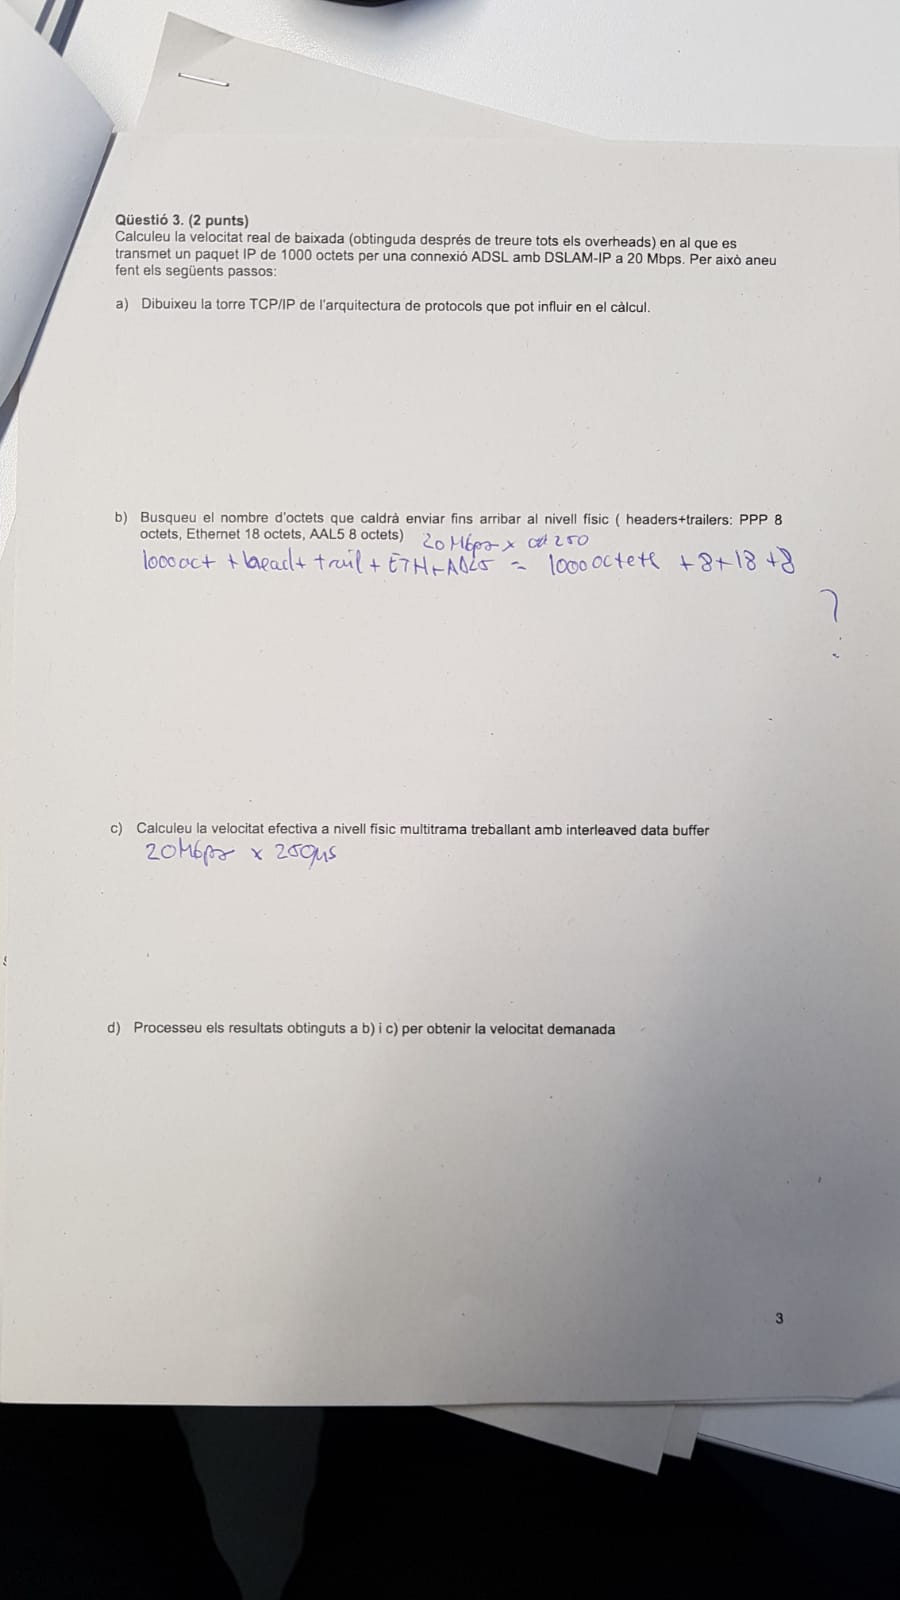 Qüestió 3. (2 punts)
Calculeu la velocitat real de baixada (obtinguda després de treure tots els overheads) en al que es
transmet un paquet IP de 1000 octets per una connexió ADSL amb DSLAM-IP a 20 Mbps. Per això aneu
fent els següents passos:
a) Dibuixeu la torre TCP/IP de l'arquitectura de protocols que pot influir en el càlcul.
b) Busqueu el nombre d'octets que caldrà enviar fins arribar al nivell físic ( headers+trailers: PPP 8
octets, Ethernet 18 octets, AAL5 8 octets) 20 Mbps x 250
1000 oct + head + trail + ETH + = 1000 octets + 8 + 18 + 8
?
c) Calculeu la velocitat efectiva a nivell físic multitrama treballant amb interleaved data buffer
20Mbps x 250µs
d) Processeu els resultats obtinguts a b) i c) per obtenir la velocitat demanada
3